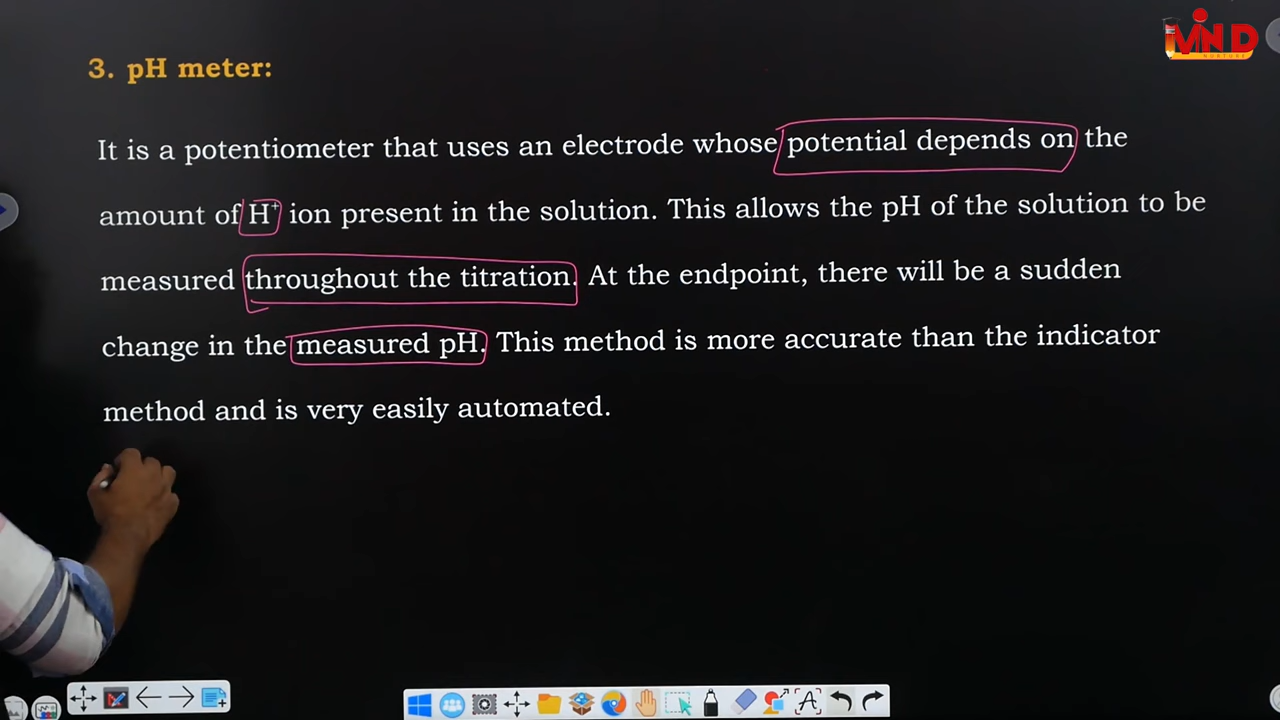 MIND
NURTURE
3. pH meter:
It is a potentiometer that uses an electrode whose potential depends on the
amount of H⁺ ion present in the solution. This allows the pH of the solution to be
measured throughout the titration. At the endpoint, there will be a sudden
change in the measured pH. This method is more accurate than the indicator
method and is very easily automated.